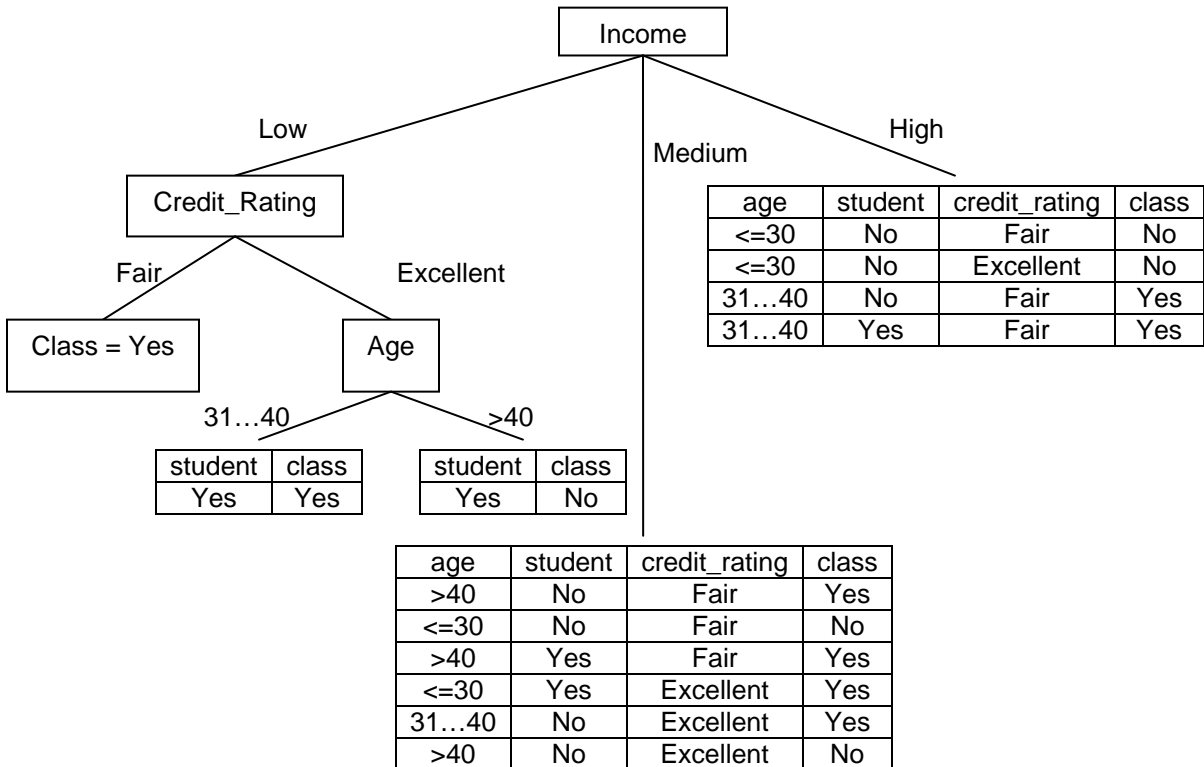 Income
Low
Medium
High
Credit_Rating
age student credit_rating class
<=30 No Fair No
<=30 No Excellent No
31…40 No Fair Yes
31…40 Yes Fair Yes
Fair
Excellent
Class = Yes
Age
31…40
>40
student class
Yes Yes
student class
Yes No
age student credit_rating class
>40 No Fair Yes
<=30 No Fair No
>40 Yes Fair Yes
<=30 Yes Excellent Yes
31…40 No Excellent Yes
>40 No Excellent No